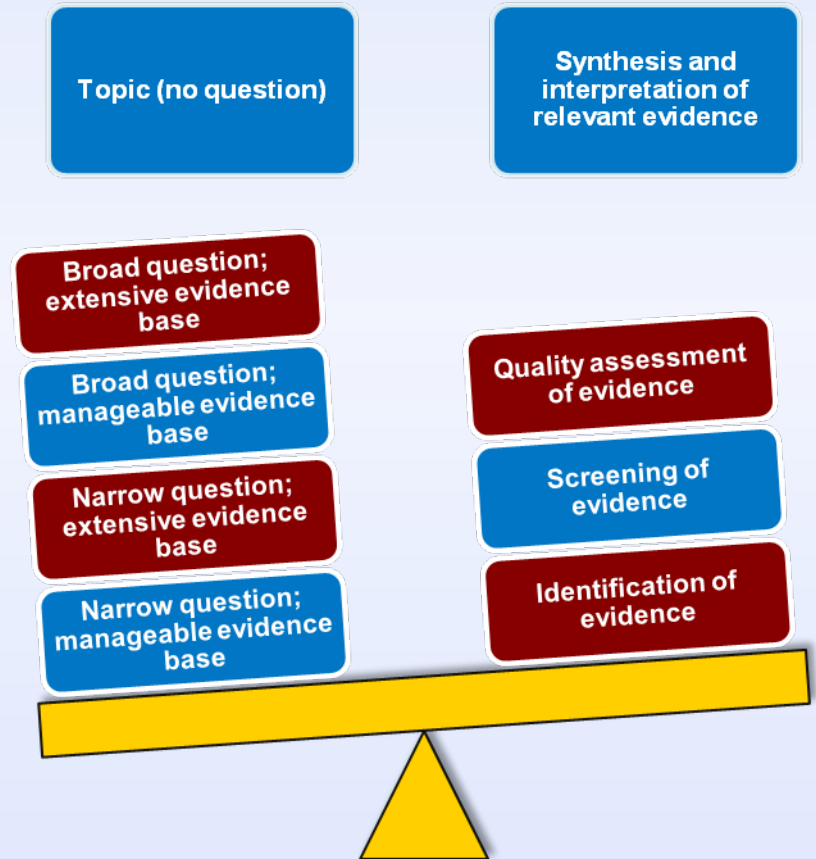 Topic (no question)
Synthesis and
interpretation of
relevant evidence
Broad question;
extensive evidence
base
Broad question;
manageable evidence
base
Narrow question;
extensive evidence
base
Narrow question;
manageable evidence
base
Quality assessment
of evidence
Screening of
evidence
Identification of
evidence